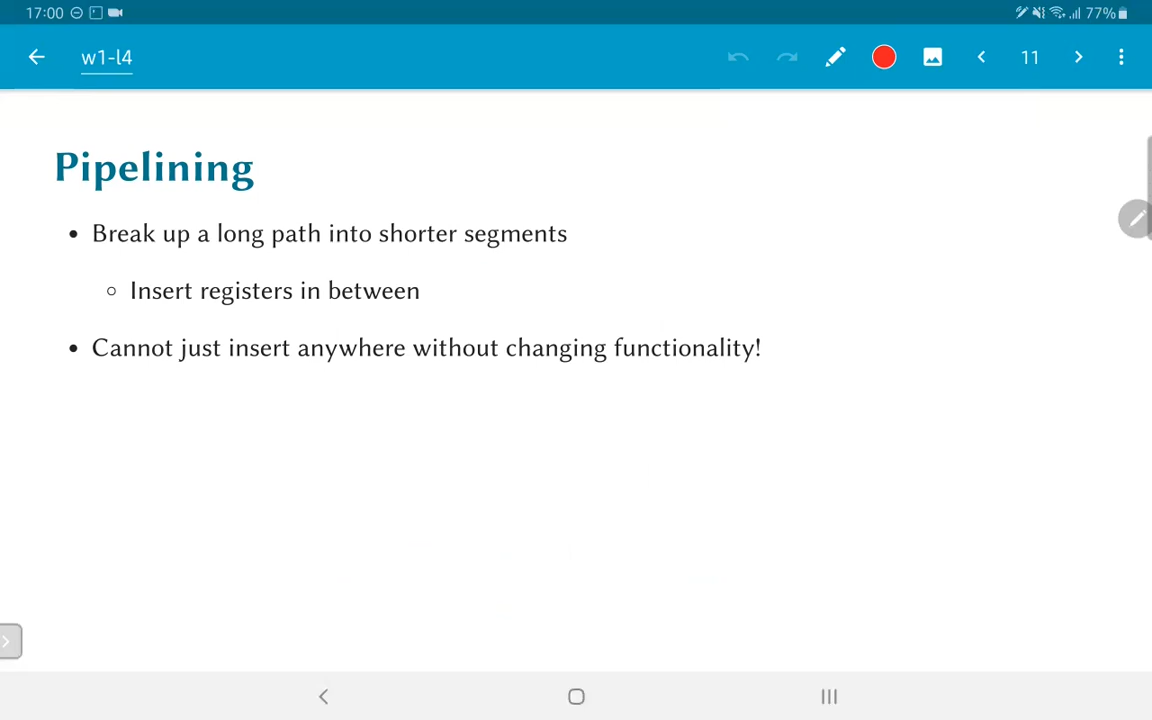 17:00 77%
w1-l4 11
Pipelining
• Break up a long path into shorter segments
○ Insert registers in between
• Cannot just insert anywhere without changing functionality!